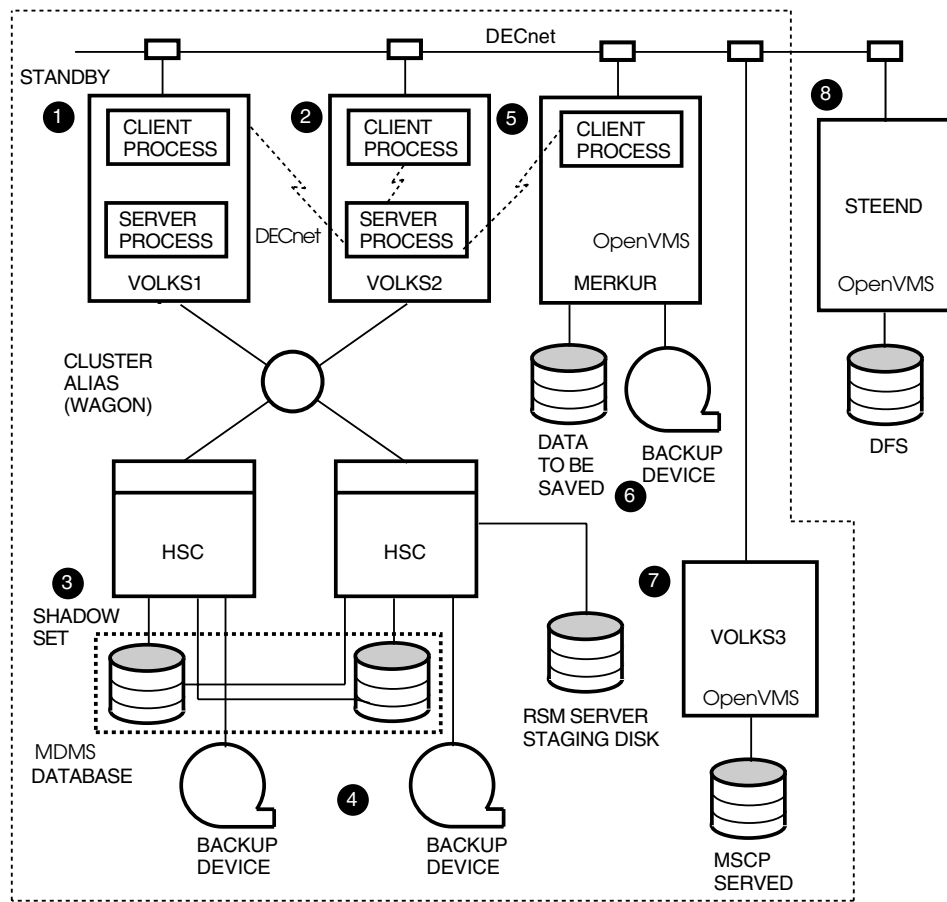 DECnet
STANDBY
1
CLIENT
PROCESS
SERVER
PROCESS
VOLKS1
DECnet
2
CLIENT
PROCESS
SERVER
PROCESS
VOLKS2
5
CLIENT
PROCESS
OpenVMS
MERKUR
8
STEEND
OpenVMS
CLUSTER
ALIAS
(WAGON)
DATA
TO BE
SAVED
6
BACKUP
DEVICE
DFS
HSC
HSC
3
SHADOW
SET
7
VOLKS3
OpenVMS
RSM SERVER
STAGING DISK
MDMS
DATABASE
4
BACKUP
DEVICE
BACKUP
DEVICE
MSCP
SERVED